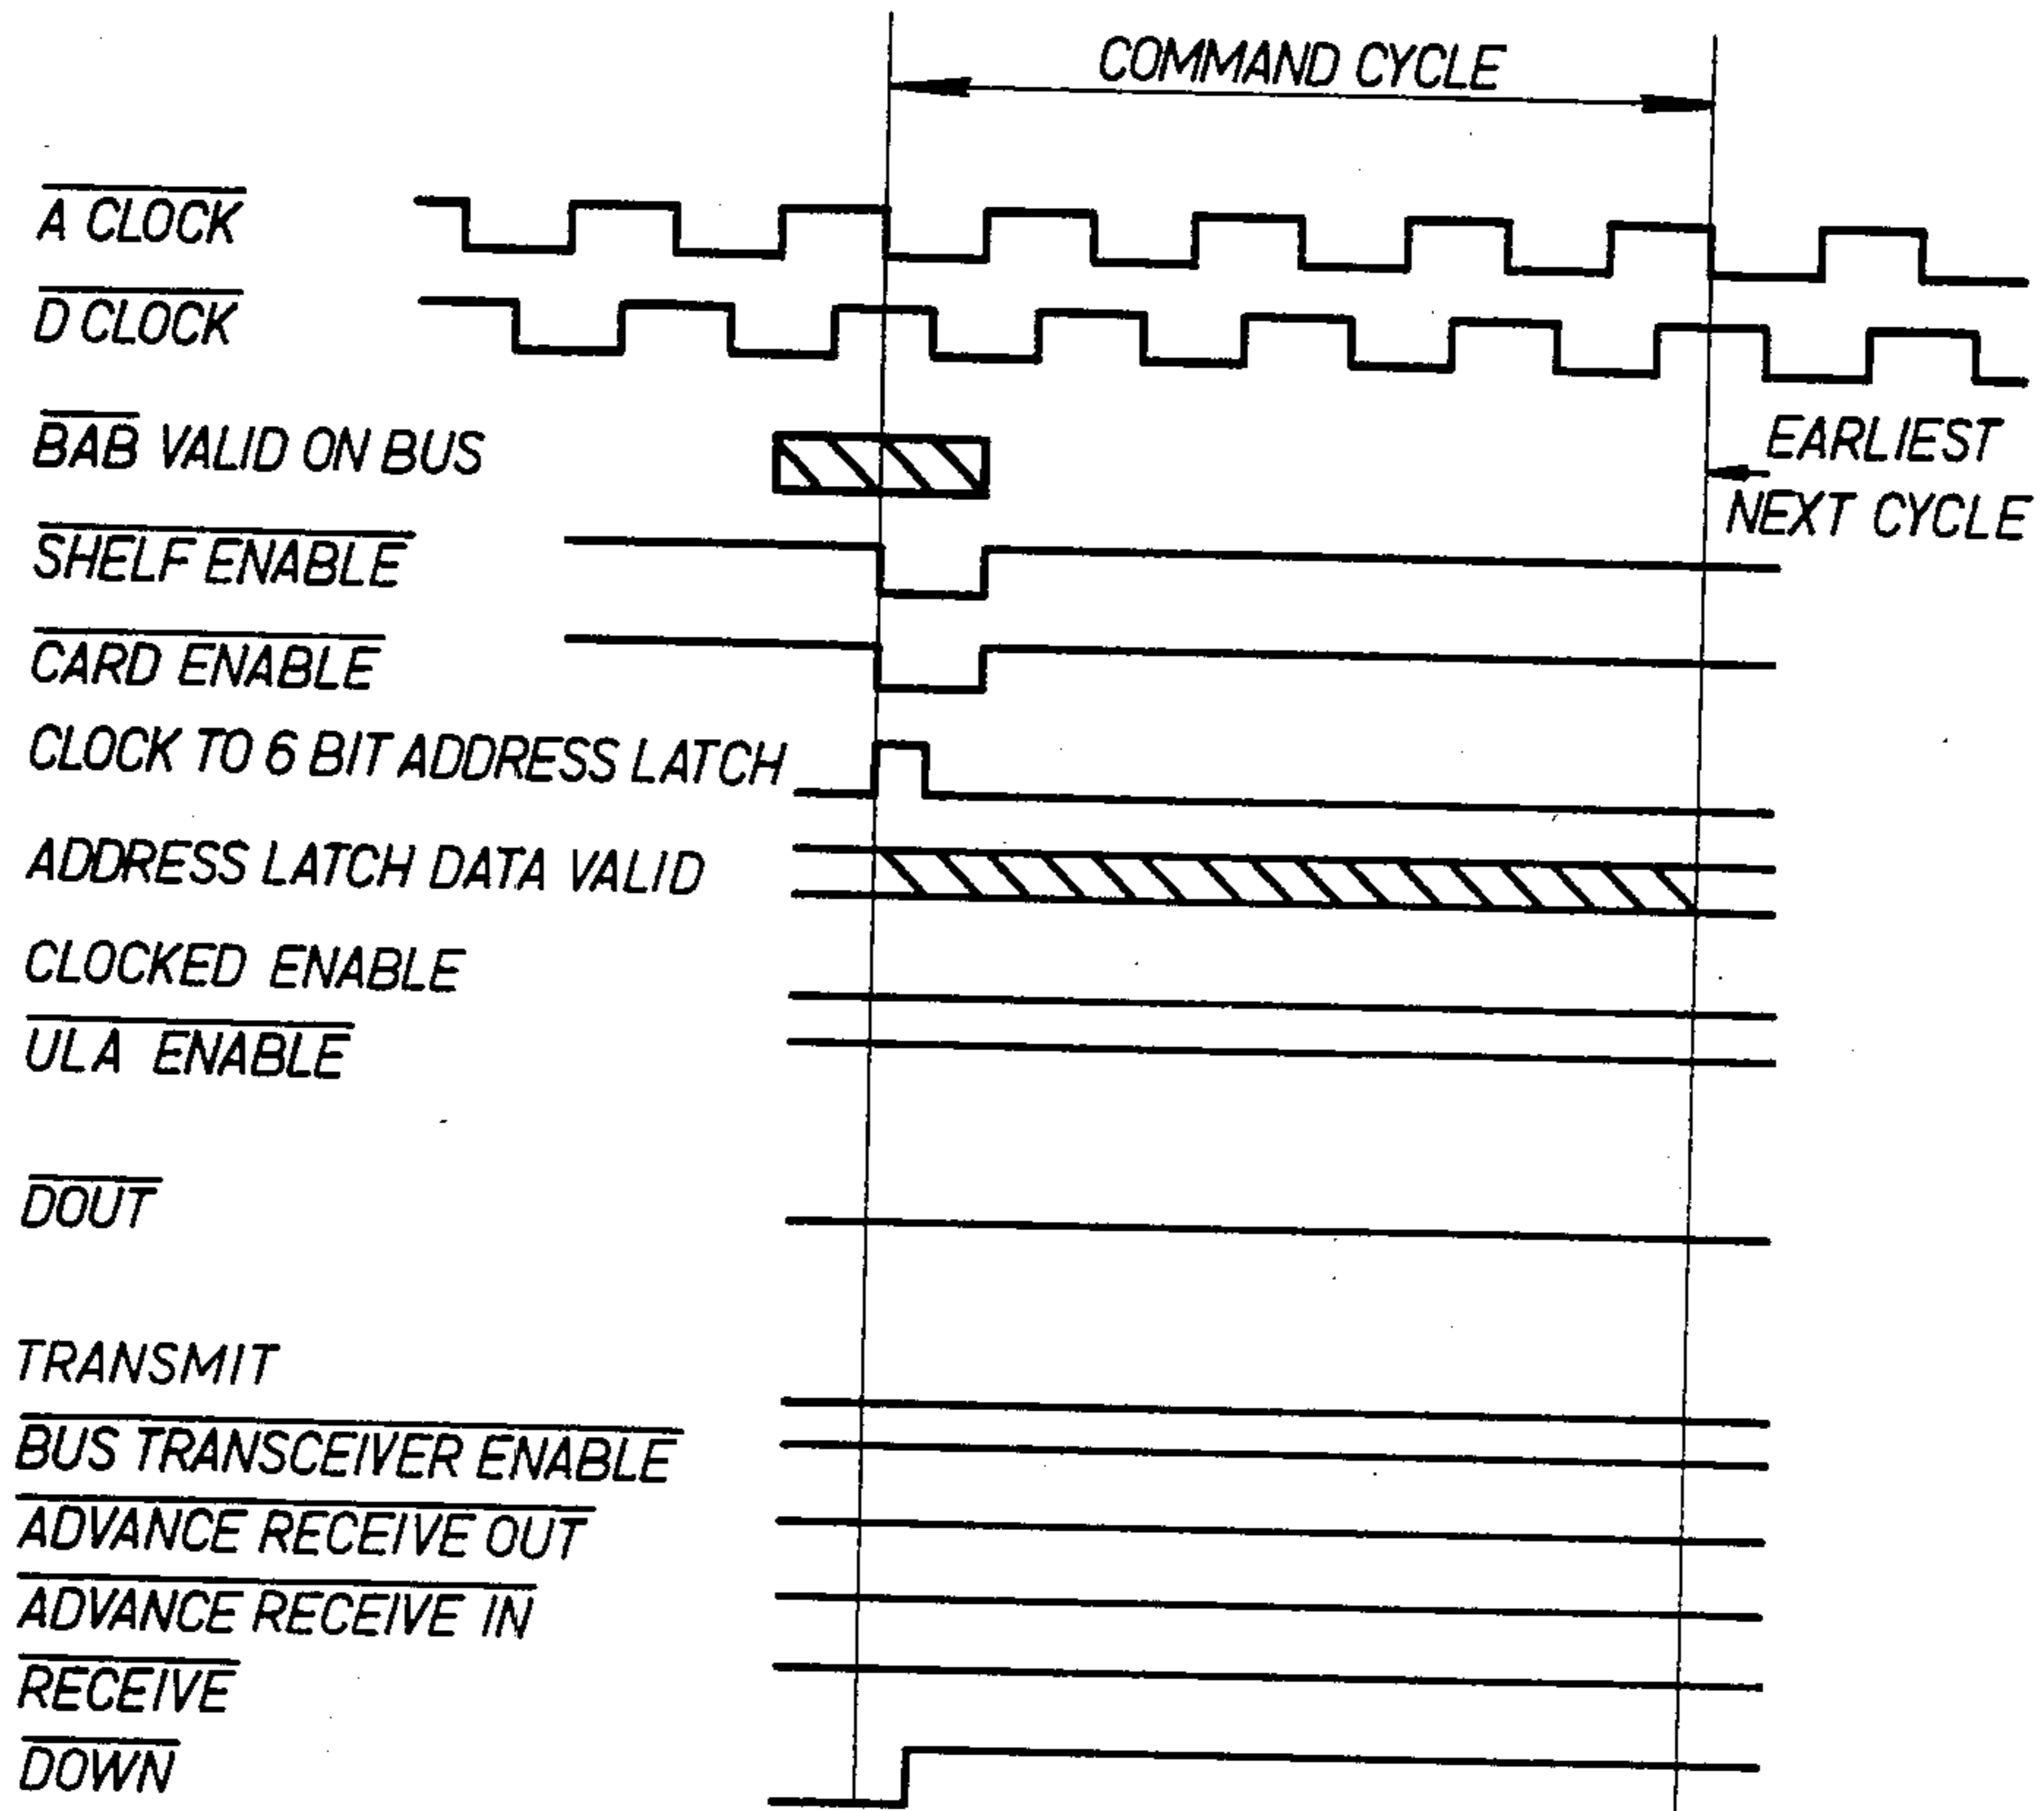 COMMAND CYCLE
A CLOCK
D CLOCK
BAB VALID ON BUS
EARLIEST
NEXT CYCLE
SHELF ENABLE
CARD ENABLE
CLOCK TO 6 BIT ADDRESS LATCH
ADDRESS LATCH DATA VALID
CLOCKED ENABLE
ULA ENABLE
DOUT
TRANSMIT
BUS TRANSCEIVER ENABLE
ADVANCE RECEIVE OUT
ADVANCE RECEIVE IN
RECEIVE
DOWN